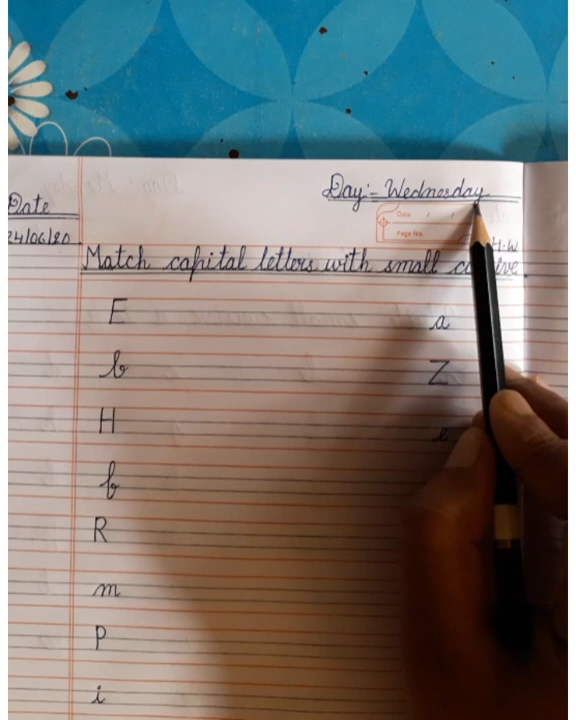 Day:- Wednesday
Date
Date / /
Page No.
24/06/20
H.W
Match capital letters with small
E a
b Z
H e
f
R
m
P
i